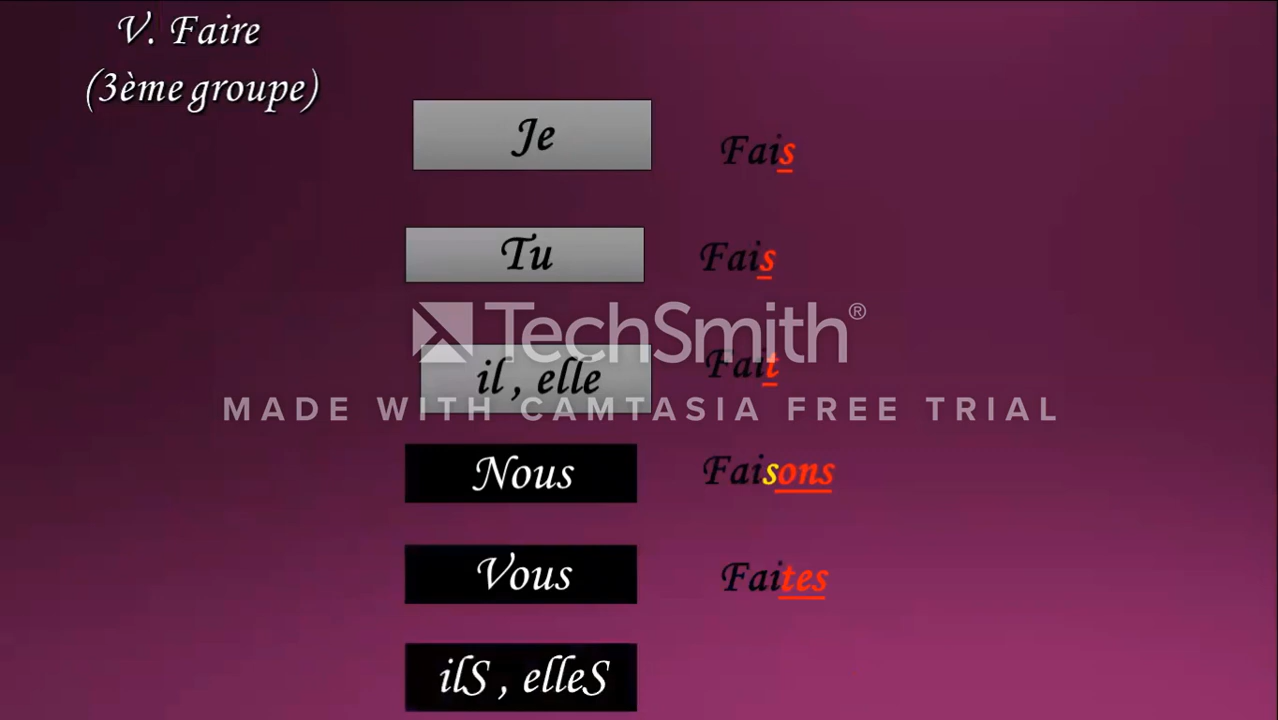 V. Faire
(3ème groupe)
Je Fais
Tu Fais
TechSmith®
il , elle Fait
MADE WITH CAMTASIA FREE TRIAL
Nous Faisons
Vous Faites
ilS , elleS